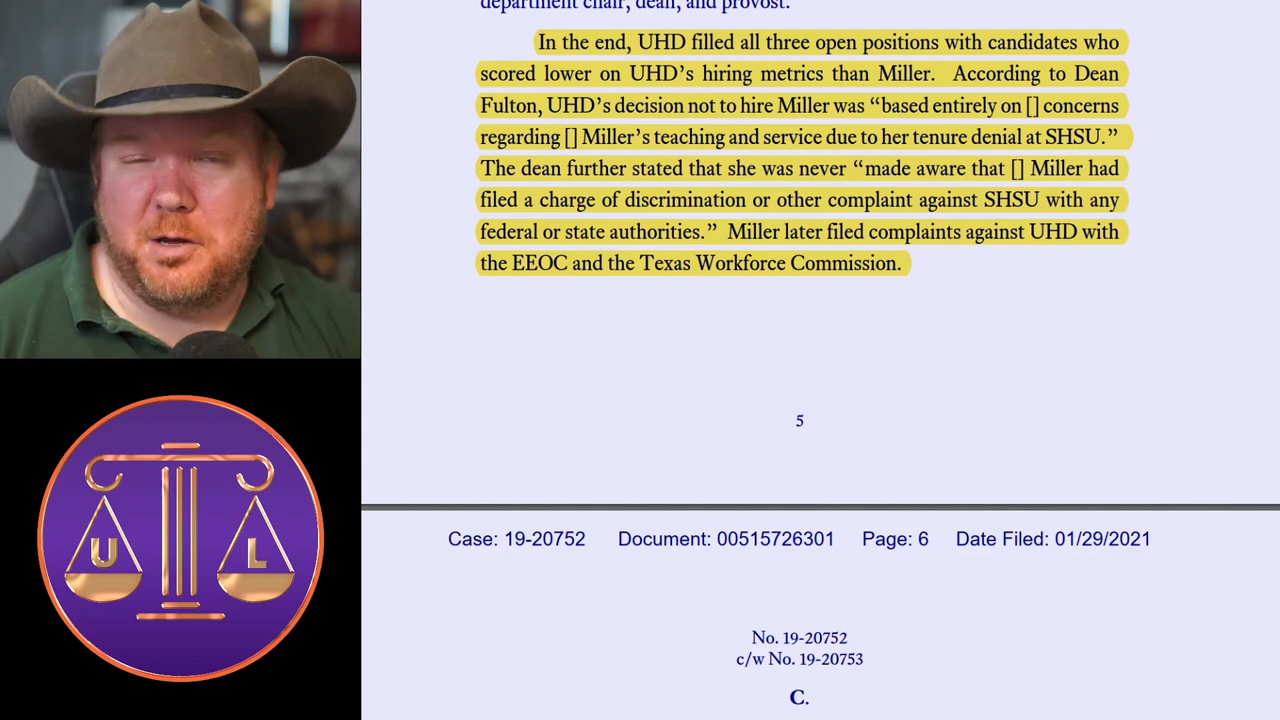 department chair, dean, and provost.
In the end, UHD filled all three open positions with candidates who
scored lower on UHD’s hiring metrics than Miller. According to Dean
Fulton, UHD’s decision not to hire Miller was “based entirely on [] concerns
regarding [] Miller’s teaching and service due to her tenure denial at SHSU.”
The dean further stated that she was never “made aware that [] Miller had
filed a charge of discrimination or other complaint against SHSU with any
federal or state authorities.” Miller later filed complaints against UHD with
the EEOC and the Texas Workforce Commission.
5
Case: 19-20752 Document: 00515726301 Page: 6 Date Filed: 01/29/2021
No. 19-20752
c/w No. 19-20753
C.
U L